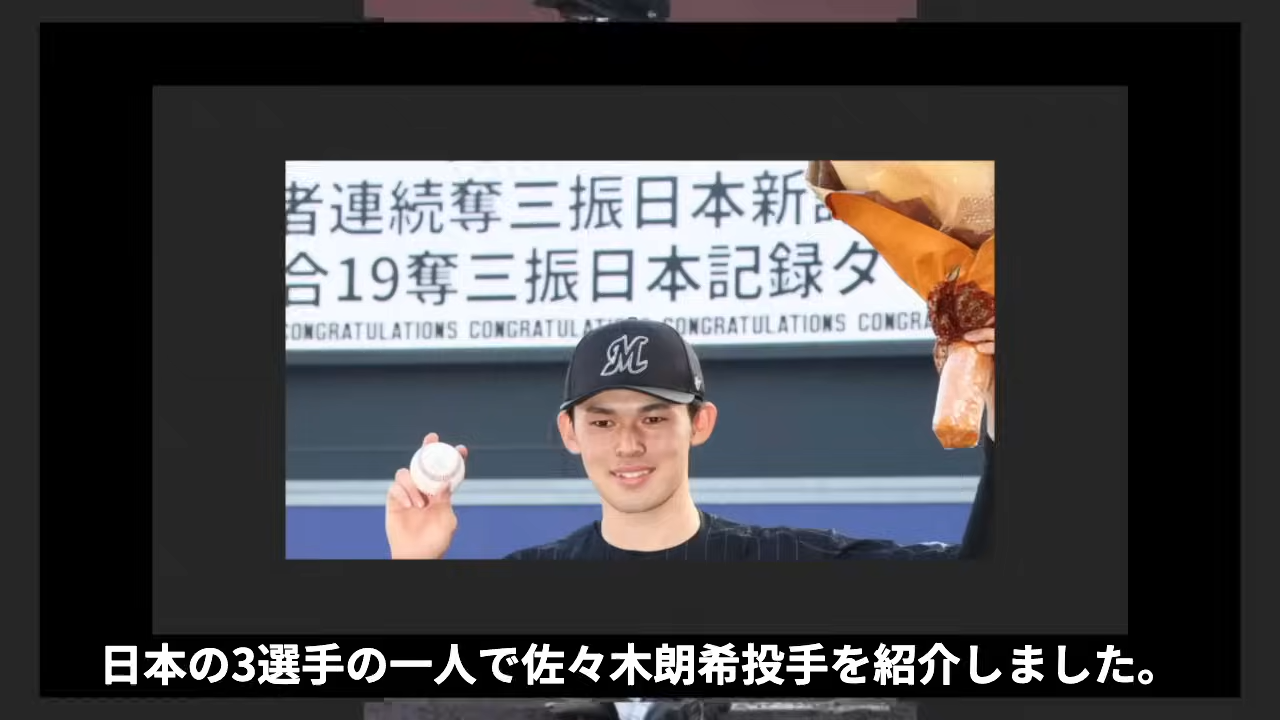 者連続奪三振日本新
合19奪三振日本記録タ
CONGRATULATIONS CONGRATULATIONS CONGRATULATIONS CONGRA
M
日本の3選手の一人で佐々木朗希投手を紹介しました。